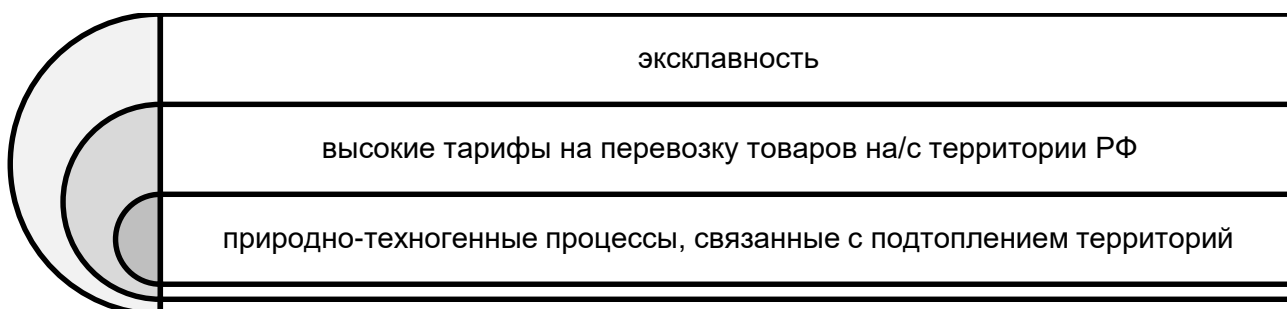 эксклавность
высокие тарифы на перевозку товаров на/с территории РФ
природно-техногенные процессы, связанные с подтоплением территорий